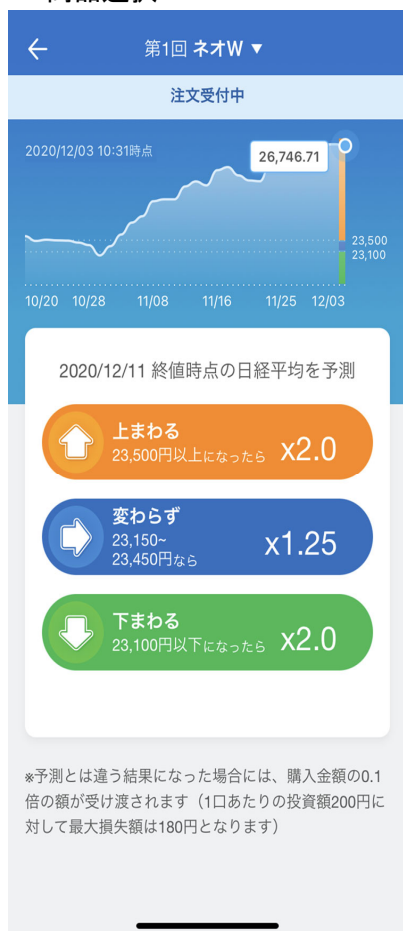 第1回 ネオW ▼
注文受付中
2020/12/03 10:31時点
26,746.71
23,500
23,100
10/20 10/28 11/08 11/16 11/25 12/03
2020/12/11 終値時点の日経平均を予測
上まわる
23,500円以上になったら x2.0
変わらず
23,150~
23,450円なら x1.25
下まわる
23,100円以下になったら x2.0
※予測とは違う結果になった場合には、購入金額の0.1
倍の額が受け渡されます（1口あたりの投資額200円に
対して最大損失額は180円となります）